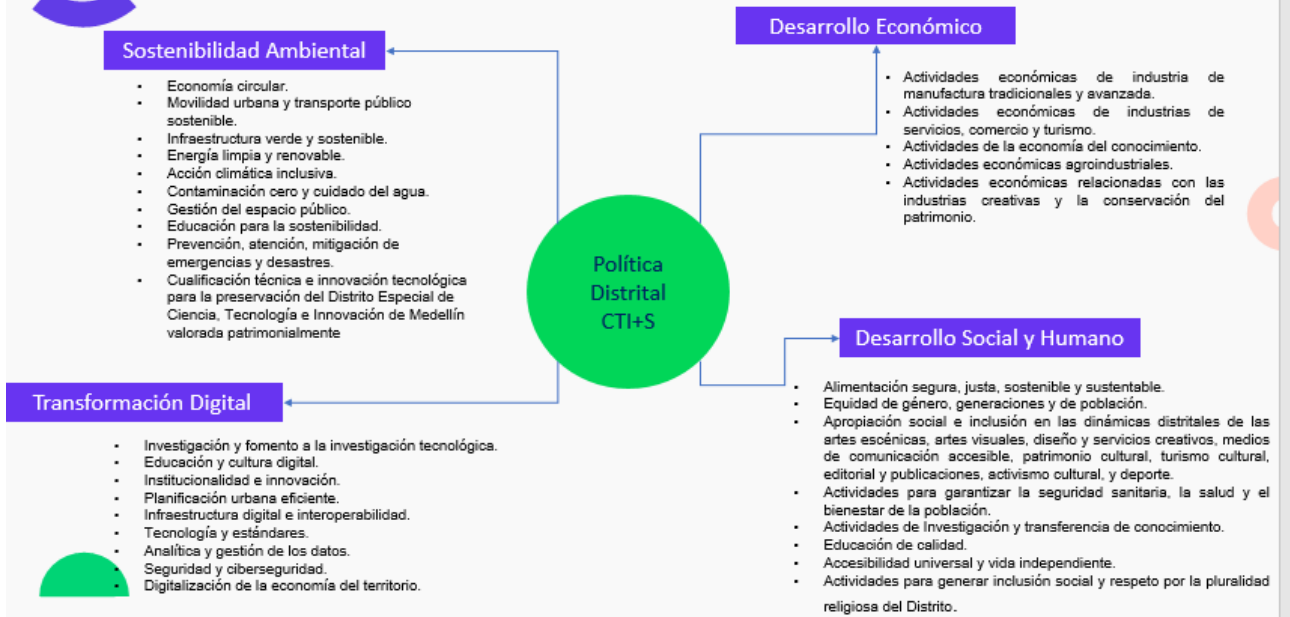 Sostenibilidad Ambiental
▪ Economía circular.
▪ Movilidad urbana y transporte público
sostenible.
▪ Infraestructura verde y sostenible.
▪ Energía limpia y renovable.
▪ Acción climática inclusiva.
▪ Contaminación cero y cuidado del agua.
▪ Gestión del espacio público.
▪ Educación para la sostenibilidad.
▪ Prevención, atención, mitigación de
emergencias y desastres.
▪ Cualificación técnica e innovación tecnológica
para la preservación del Distrito Especial de
Ciencia, Tecnología e Innovación de Medellín
valorada patrimonialmente
Desarrollo Económico
▪ Actividades económicas de industria de
manufactura tradicionales y avanzada.
▪ Actividades económicas de industrias de
servicios, comercio y turismo.
▪ Actividades de la economía del conocimiento.
▪ Actividades económicas agroindustriales.
▪ Actividades económicas relacionadas con las
industrias creativas y la conservación del
patrimonio.
Política
Distrital
CTI+S
Transformación Digital
▪ Investigación y fomento a la investigación tecnológica.
▪ Educación y cultura digital.
▪ Institucionalidad e innovación.
▪ Planificación urbana eficiente.
▪ Infraestructura digital e interoperabilidad.
▪ Tecnología y estándares.
▪ Analítica y gestión de los datos.
▪ Seguridad y ciberseguridad.
▪ Digitalización de la economía del territorio.
Desarrollo Social y Humano
▪ Alimentación segura, justa, sostenible y sustentable.
▪ Equidad de género, generaciones y de población.
▪ Apropiación social e inclusión en las dinámicas distritales de las
artes escénicas, artes visuales, diseño y servicios creativos, medios
de comunicación accesible, patrimonio cultural, turismo cultural,
editorial y publicaciones, activismo cultural, y deporte.
▪ Actividades para garantizar la seguridad sanitaria, la salud y el
bienestar de la población.
▪ Actividades de Investigación y transferencia de conocimiento.
▪ Educación de calidad.
▪ Accesibilidad universal y vida independiente.
▪ Actividades para generar inclusión social y respeto por la pluralidad
religiosa del Distrito.